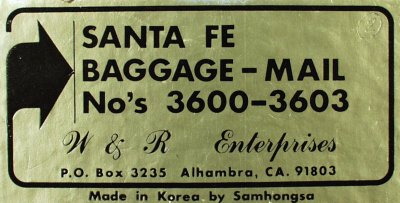 SANTA FE
BAGGAGE-MAIL
No's 3600-3603
W & R Enterprises
P.O. Box 3235 Alhambra, CA. 91803
Made in Korea by Samhongsa